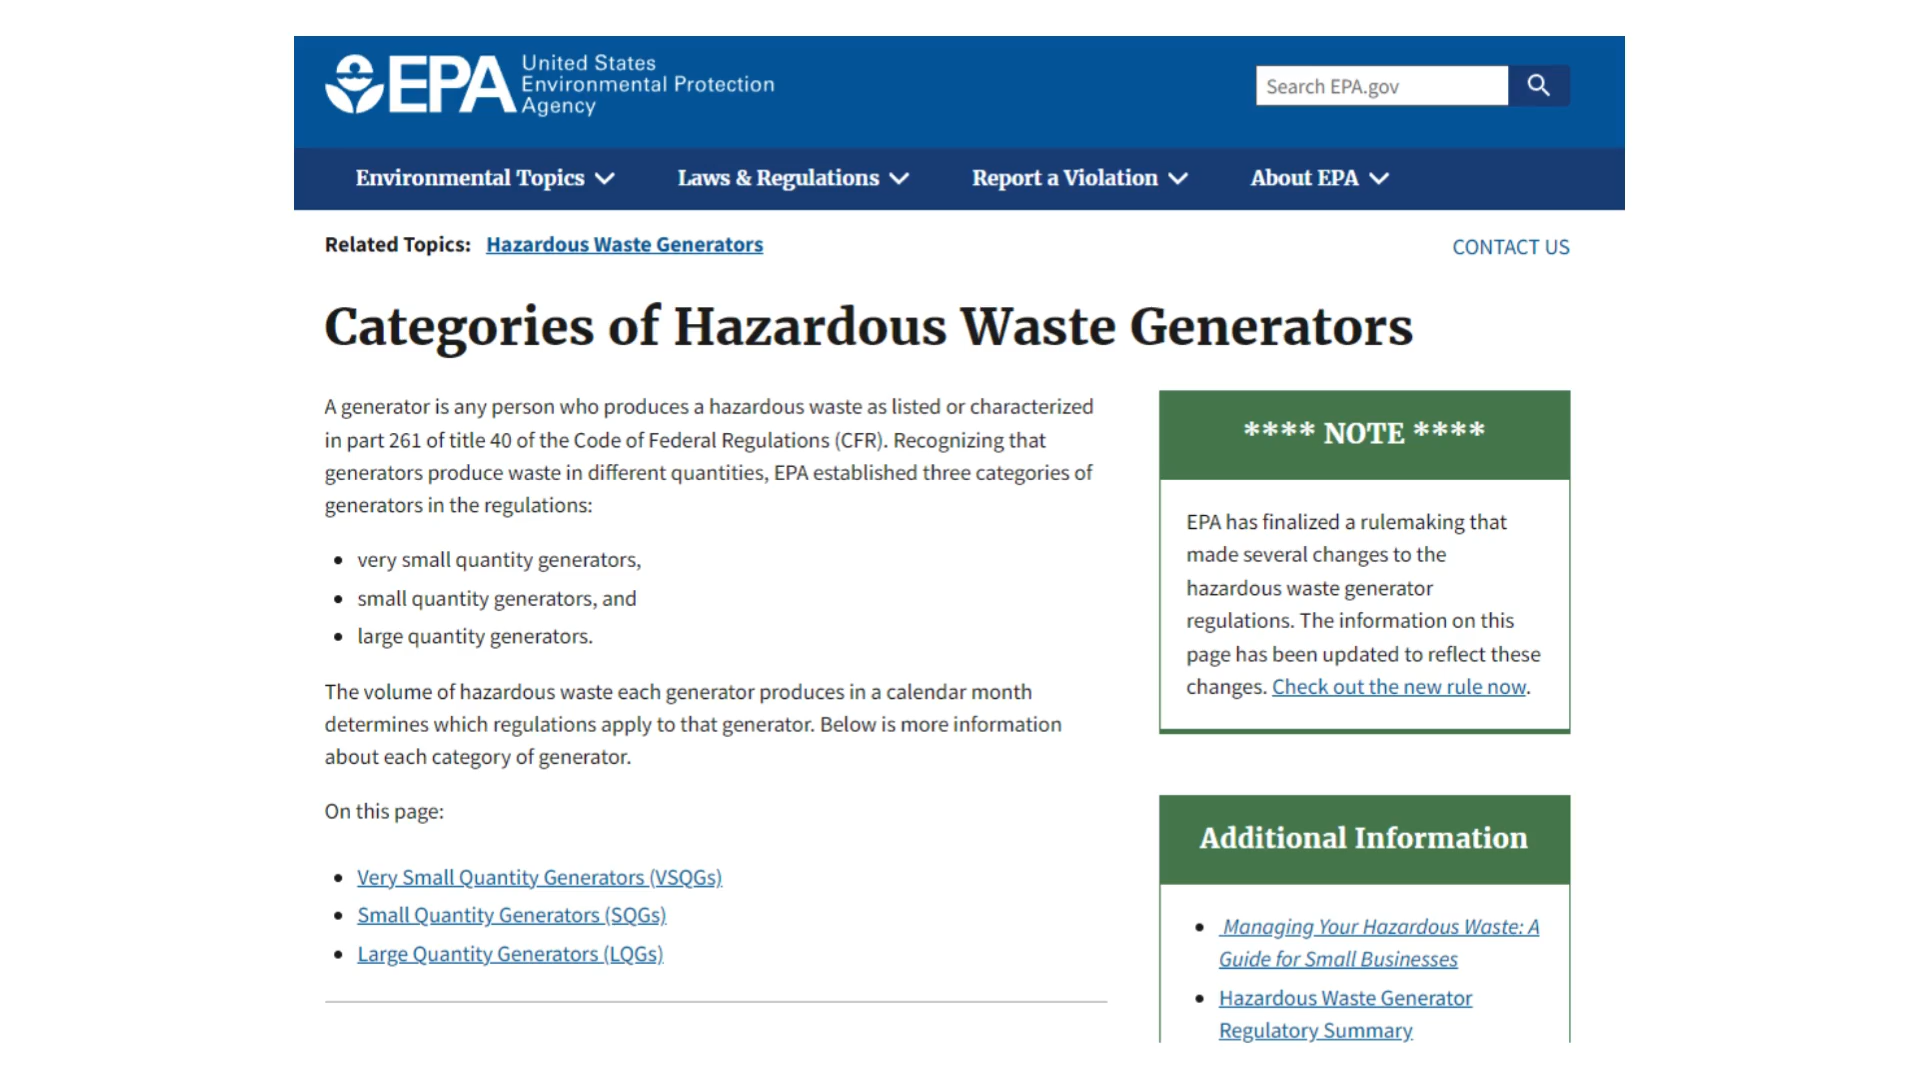 EPA United States
Environmental Protection
Agency
Search EPA.gov
Environmental Topics
Laws & Regulations
Report a Violation
About EPA
Related Topics: Hazardous Waste Generators
CONTACT US
Categories of Hazardous Waste Generators
A generator is any person who produces a hazardous waste as listed or characterized
in part 261 of title 40 of the Code of Federal Regulations (CFR). Recognizing that
generators produce waste in different quantities, EPA established three categories of
generators in the regulations:
• very small quantity generators,
• small quantity generators, and
• large quantity generators.
The volume of hazardous waste each generator produces in a calendar month
determines which regulations apply to that generator. Below is more information
about each category of generator.
On this page:
• Very Small Quantity Generators (VSQGs)
• Small Quantity Generators (SQGs)
• Large Quantity Generators (LQGs)
**** NOTE ****
EPA has finalized a rulemaking that
made several changes to the
hazardous waste generator
regulations. The information on this
page has been updated to reflect these
changes. Check out the new rule now.
Additional Information
• Managing Your Hazardous Waste: A
Guide for Small Businesses
• Hazardous Waste Generator
Regulatory Summary